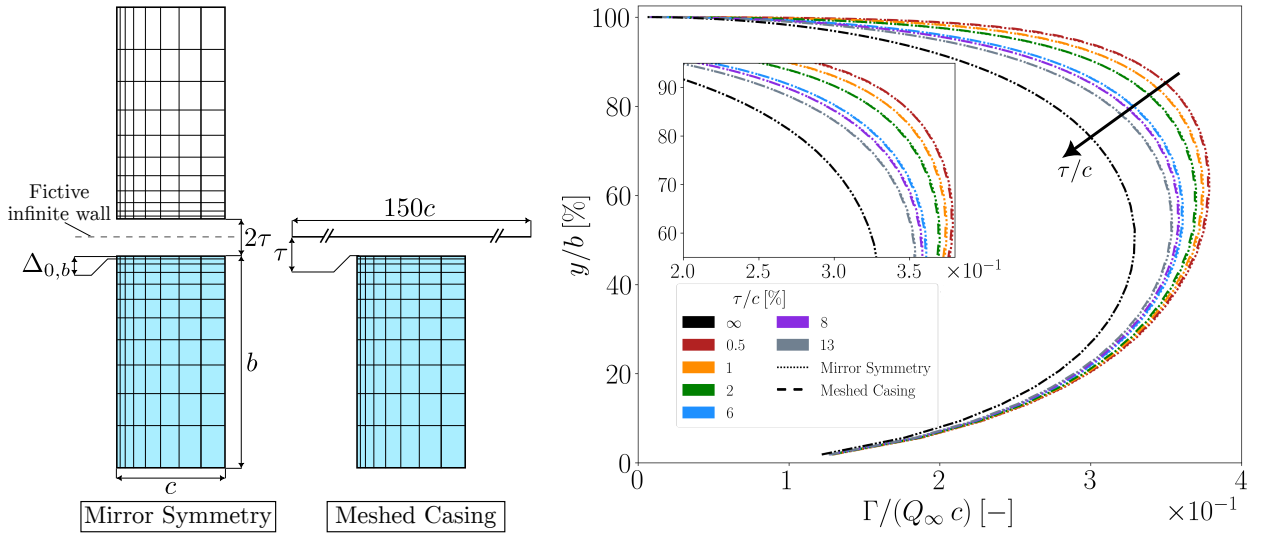 Fictive
infinite wall
2τ
Δ₀,b
b
c
Mirror Symmetry
150c
τ
Meshed Casing
y/b [%]
100
80
60
40
20
0
0
1
2
3
4
×10⁻¹
Γ/(Q∞ c) [−]
τ/c
90
80
70
60
2.0
2.5
3.0
3.5
×10⁻¹
τ/c [%]
∞
0.5
1
2
6
8
13
Mirror Symmetry
Meshed Casing